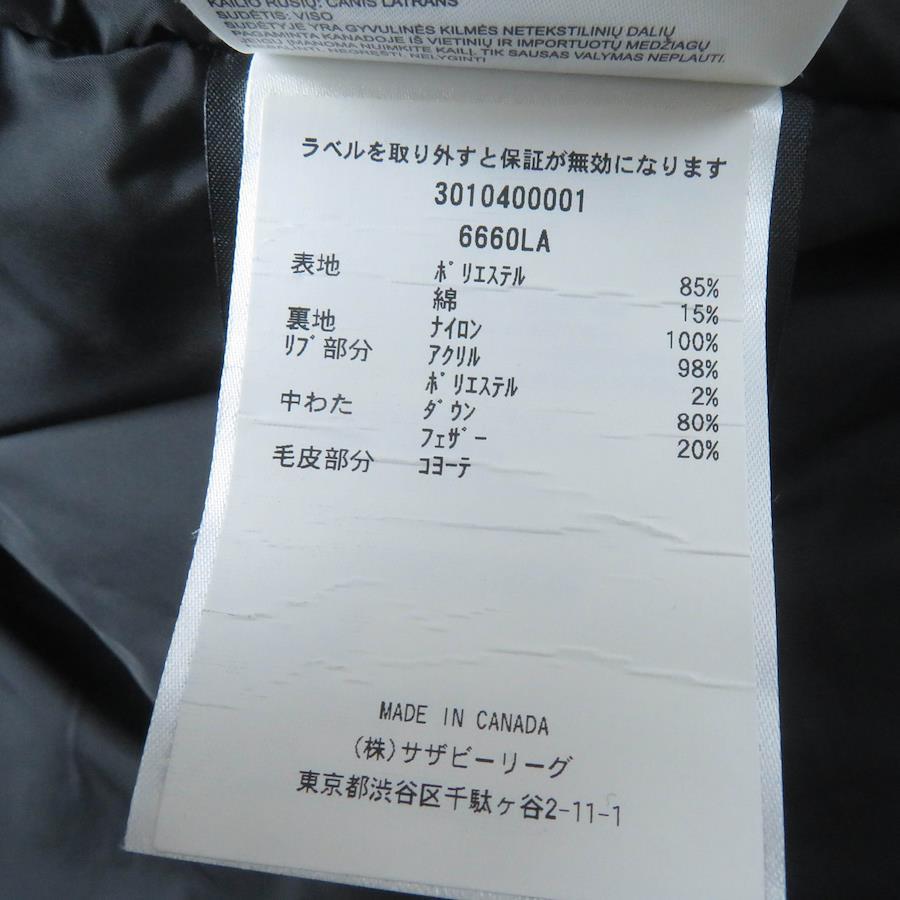 KAILIO RŪŠIŲ: CANIS LATRANS
SUDĖTIS: VISO
SUDĖTYJE YRA GYVULINĖS KILMĖS NETEKSTILINIŲ DALIŲ
PAGAMINTA KANADOJE IŠ VIETINIŲ IR IMPORTUOTŲ MEDŽIAGŲ
JEIGU ĮMANOMA NUIMKITE KAILĮ. TIK SAUSAS VALYMAS NEPLAUTI.
NELYGINTI
ラベルを取り外すと保証が無効になります
3010400001
6660LA
表地 ポリエステル 85%
綿 15%
裏地 ナイロン 100%
リブ部分 アクリル 98%
ポリエステル 2%
中わた ダウン 80%
フェザー 20%
毛皮部分 コヨーテ
MADE IN CANADA
(株)サザビーリーグ
東京都渋谷区千駄ヶ谷2-11-1